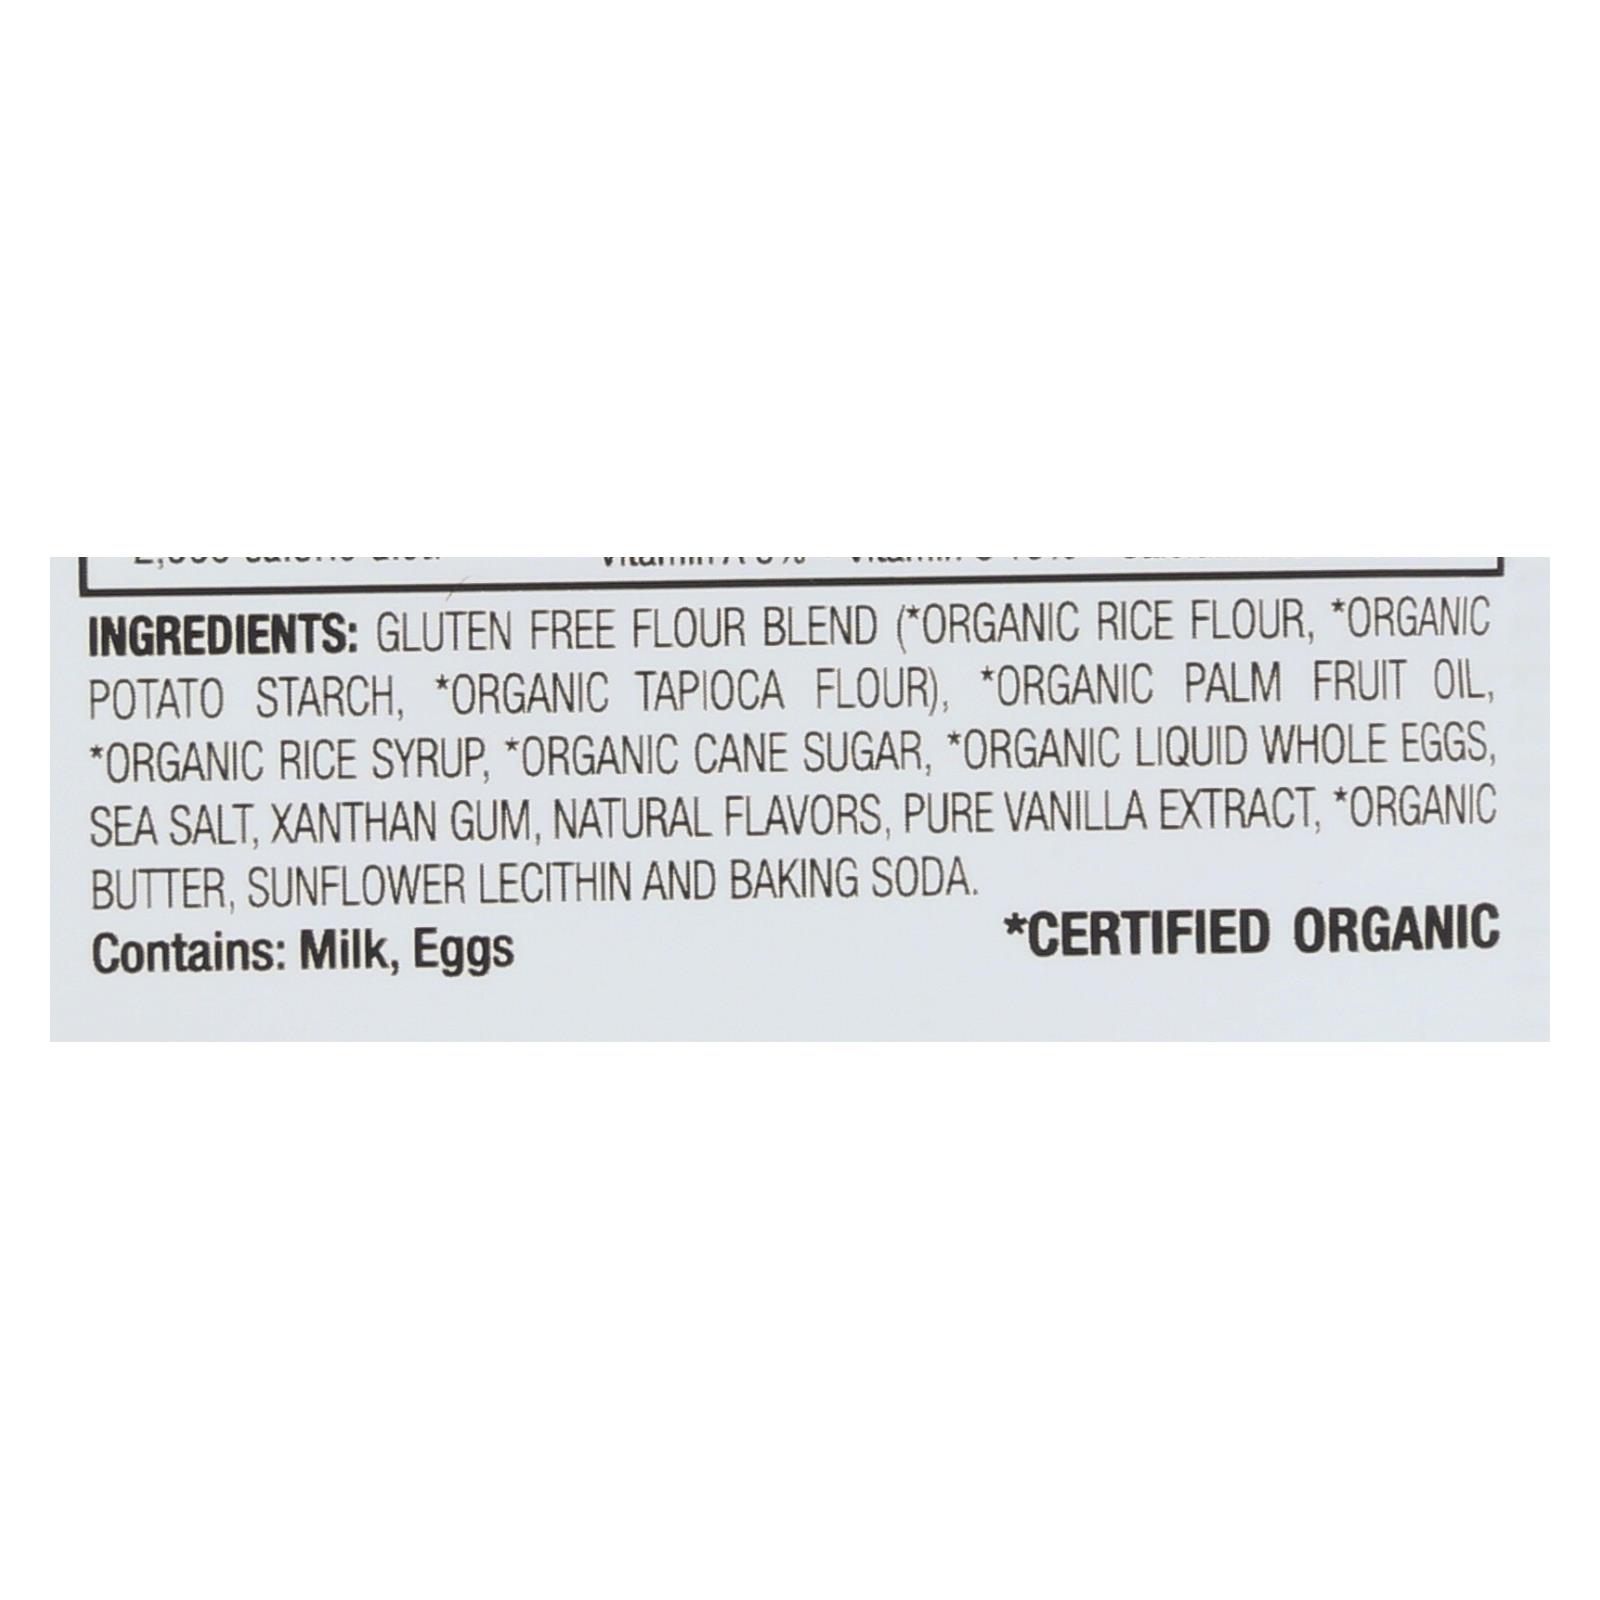 INGREDIENTS: GLUTEN FREE FLOUR BLEND (*ORGANIC RICE FLOUR, *ORGANIC
POTATO STARCH, *ORGANIC TAPIOCA FLOUR), *ORGANIC PALM FRUIT OIL,
*ORGANIC RICE SYRUP, *ORGANIC CANE SUGAR, *ORGANIC LIQUID WHOLE EGGS,
SEA SALT, XANTHAN GUM, NATURAL FLAVORS, PURE VANILLA EXTRACT, *ORGANIC
BUTTER, SUNFLOWER LECITHIN AND BAKING SODA.
Contains: Milk, Eggs *CERTIFIED ORGANIC